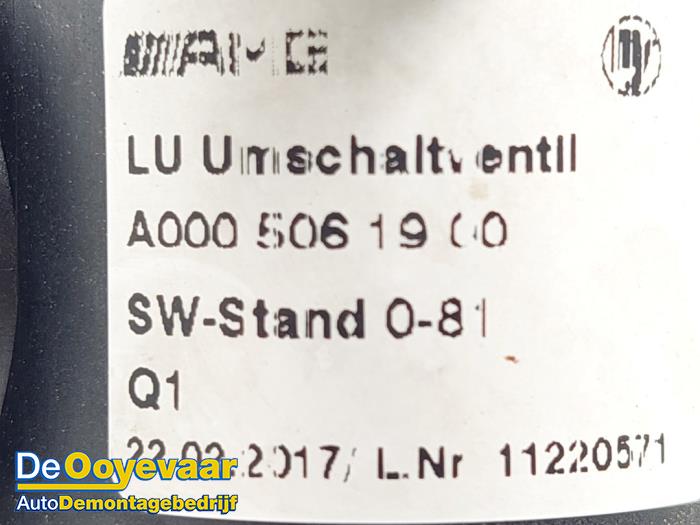 AMG
LU Umschaltventil
A000 506 19 00
SW-Stand 0-81
Q1
22.02.2017/ L.Nr 11220571
De Ooyevaar
AutoDemontagebedrijf